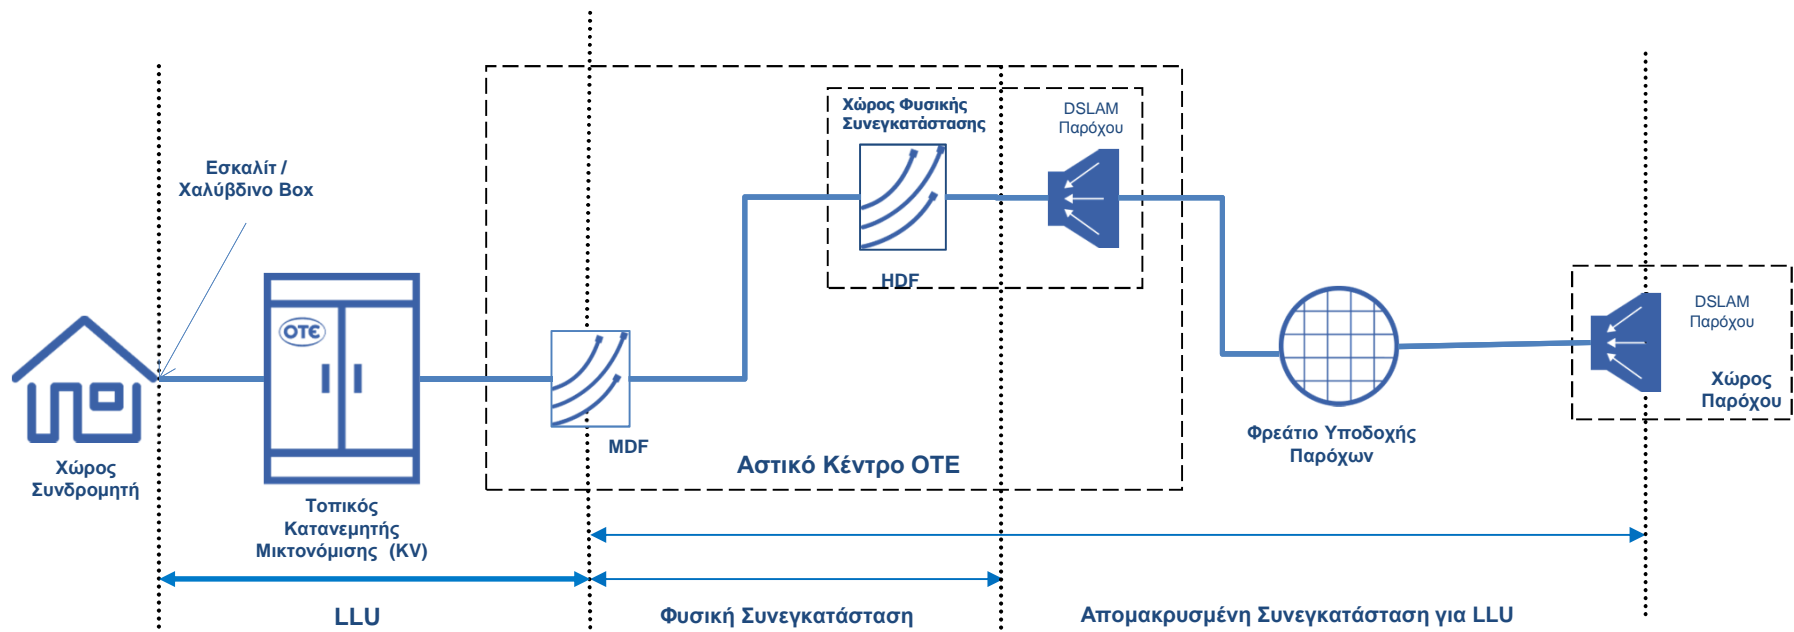 Χώρος Φυσικής
Συνεγκατάστασης
DSLAM
Παρόχου
Εσκαλίτ /
Χαλύβδινο Box
HDF
OTE
DSLAM
Παρόχου
Χώρος
Παρόχου
MDF
Φρεάτιο Υποδοχής
Παρόχων
Αστικό Κέντρο ΟΤΕ
Χώρος
Συνδρομητή
Τοπικός
Κατανεμητής
Μικτονόμισης (KV)
LLU
Φυσική Συνεγκατάσταση
Απομακρυσμένη Συνεγκατάσταση για LLU